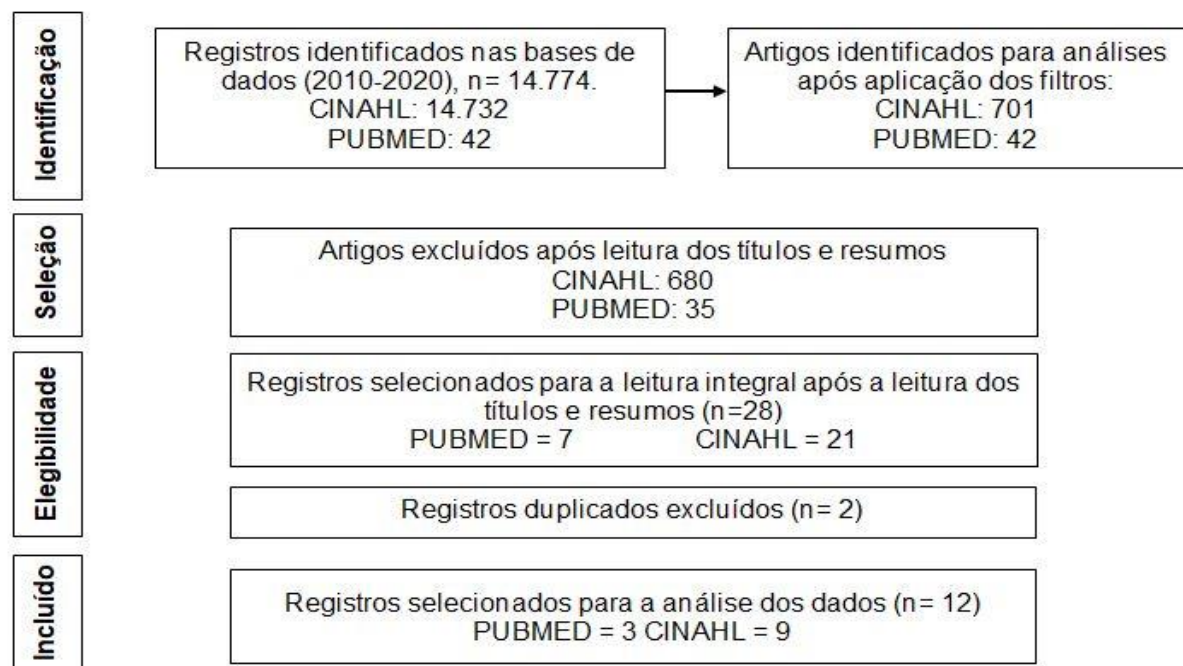 Identificação
Registros identificados nas bases de
dados (2010-2020), n= 14.774.
CINAHL: 14.732
PUBMED: 42
Artigos identificados para análises
após aplicação dos filtros:
CINAHL: 701
PUBMED: 42
Seleção
Artigos excluídos após leitura dos títulos e resumos
CINAHL: 680
PUBMED: 35
Elegibilidade
Registros selecionados para a leitura integral após a leitura dos
títulos e resumos (n=28)
PUBMED = 7 CINAHL = 21
Registros duplicados excluídos (n= 2)
Incluído
Registros selecionados para a análise dos dados (n= 12)
PUBMED = 3 CINAHL = 9